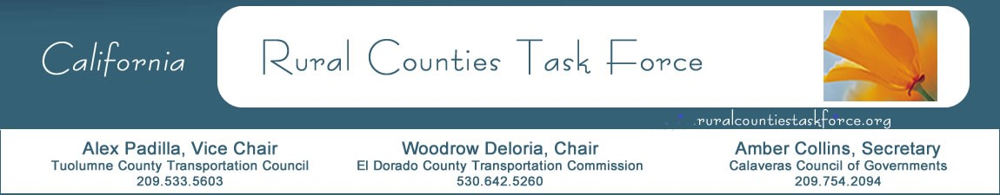 California
Rural Counties Task Force
ruralcountiestaskforce.org
Alex Padilla, Vice Chair
Tuolumne County Transportation Council
209.533.5603
Woodrow Deloria, Chair
El Dorado County Transportation Commission
530.642.5260
Amber Collins, Secretary
Calaveras Council of Governments
209.754.2094